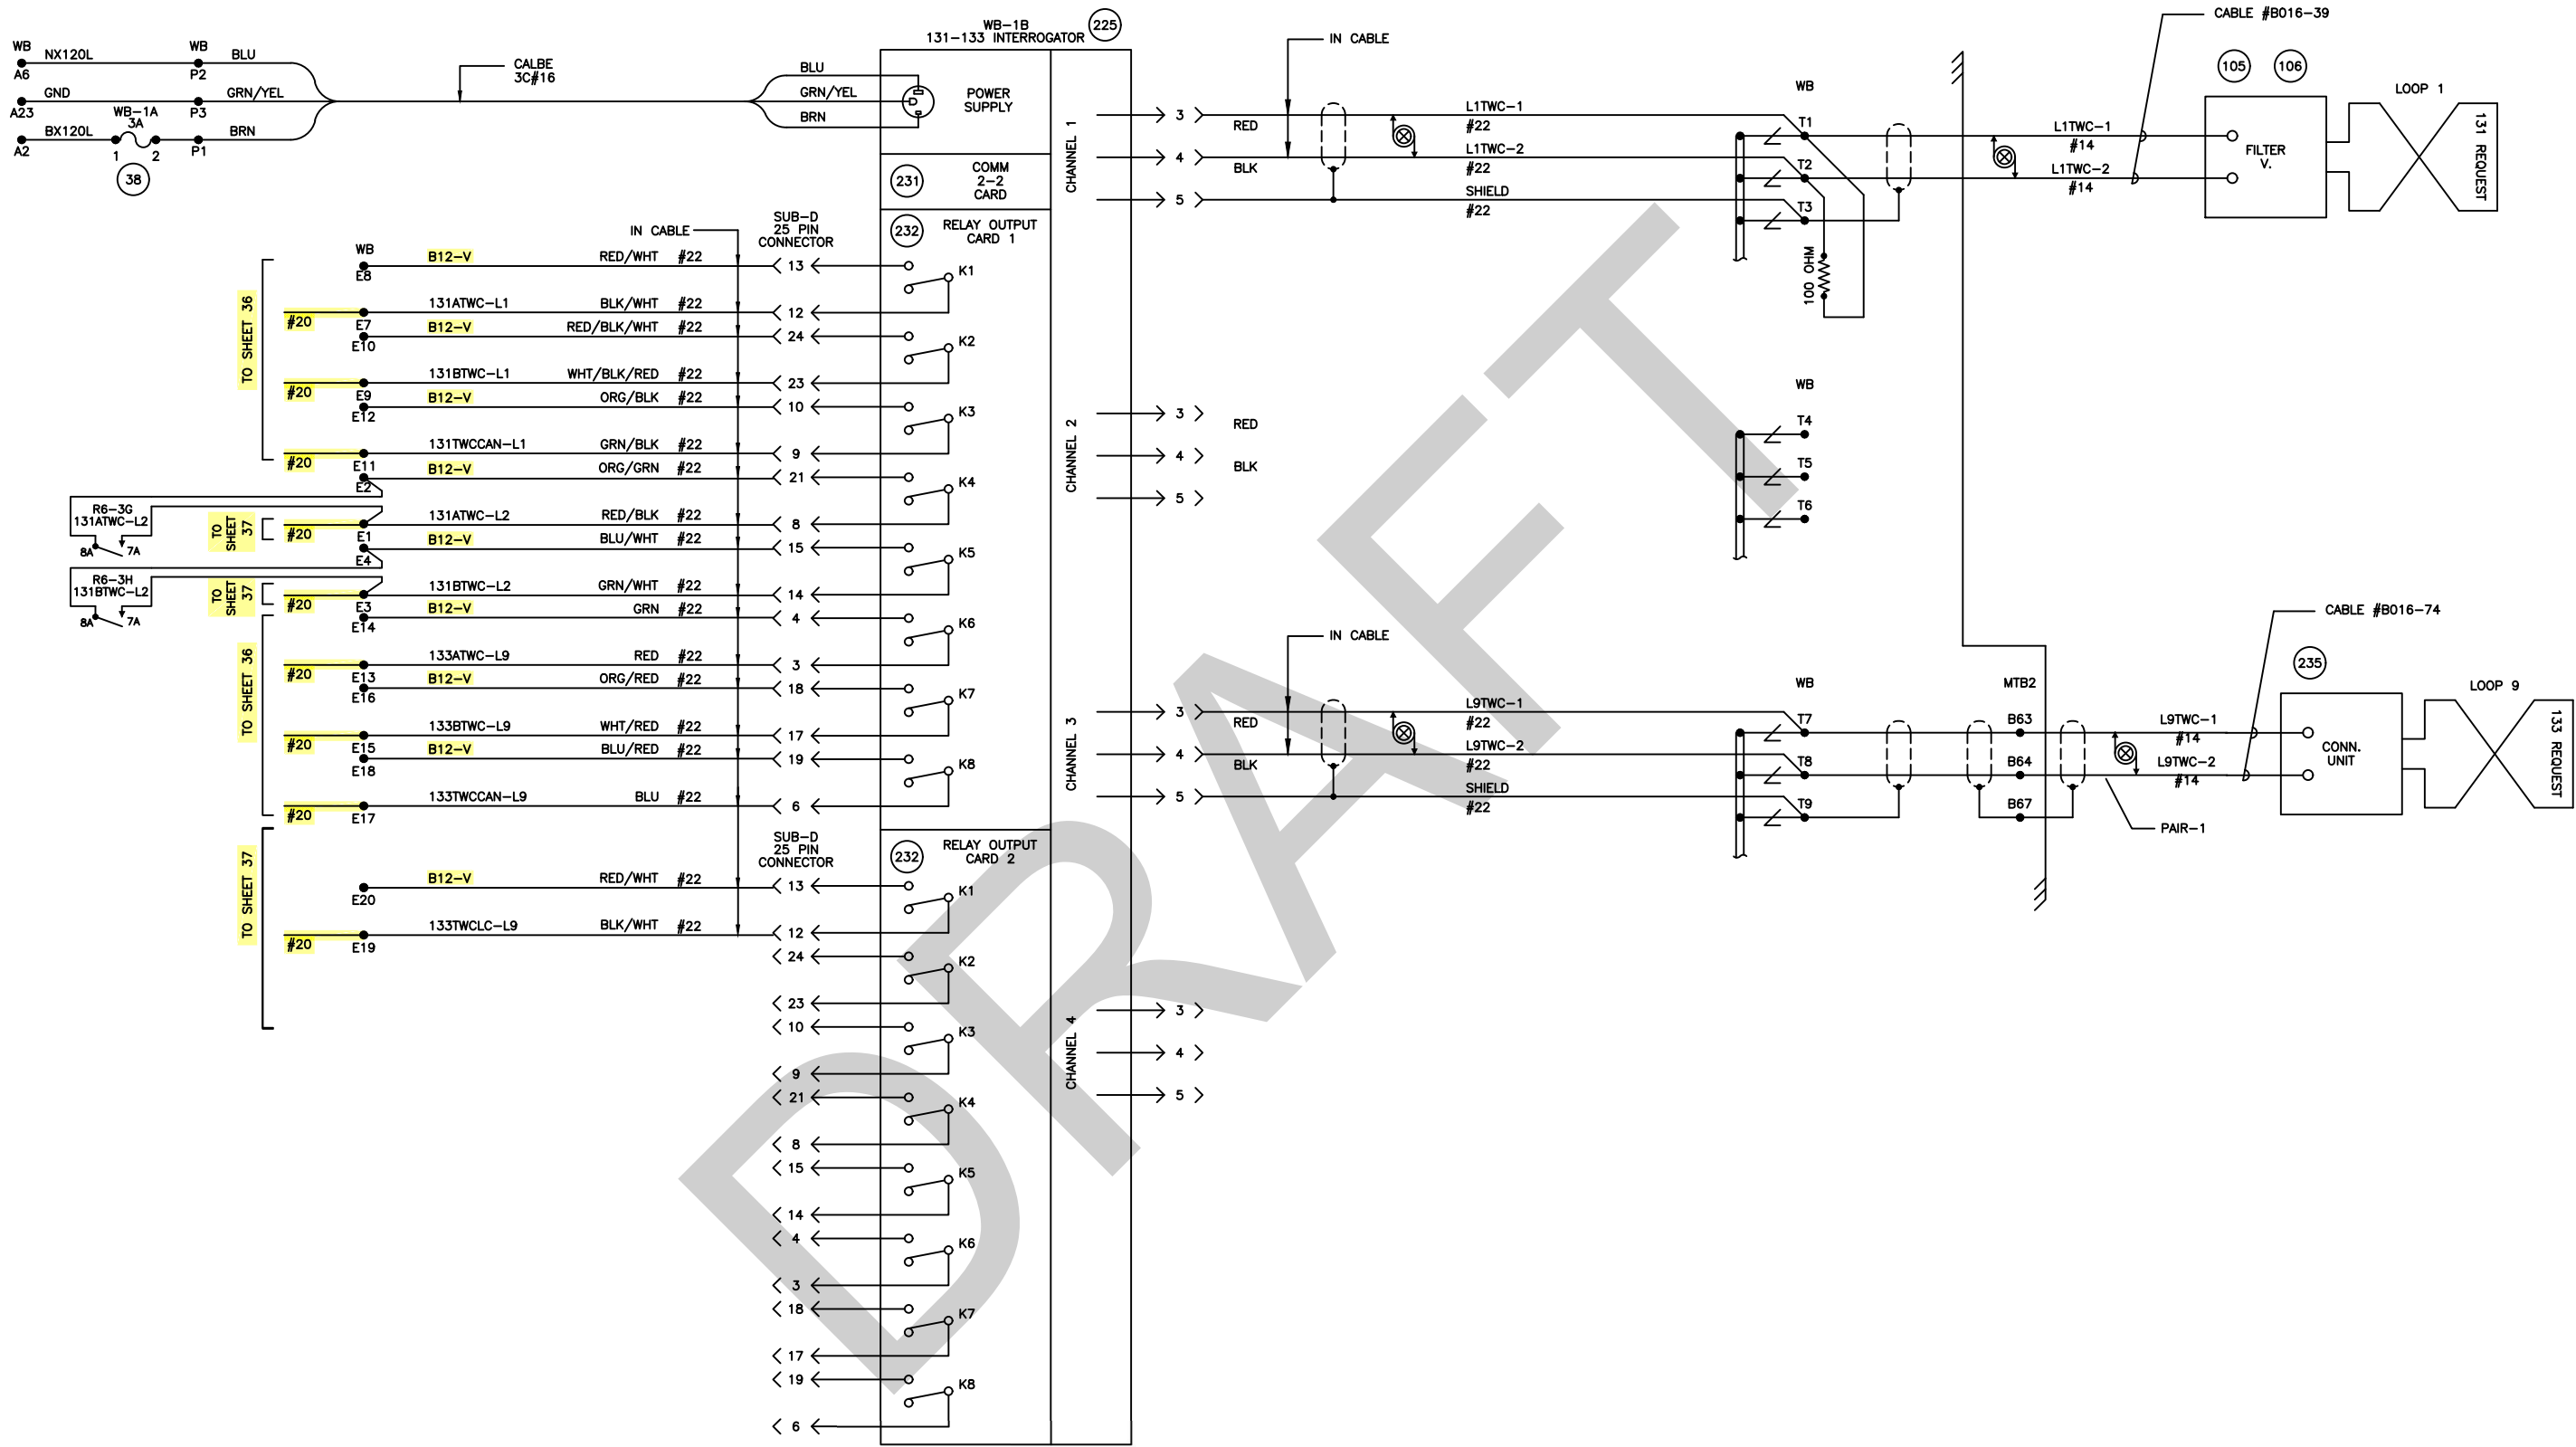 WB-1B
131-133 INTERROGATOR
225
WB
NX120L
A6
WB
P2
BLU
GND
A23
P3
GRN/YEL
WB-1A
3A
BX120L
A2
1
2
P1
BRN
38
CALBE
3C#16
BLU
GRN/YEL
BRN
POWER
SUPPLY
231
COMM
2-2
CARD
232
RELAY OUTPUT
CARD 1
SUB-D
25 PIN
CONNECTOR
IN CABLE
TO SHEET 36
WB
E8
B12-V
RED/WHT #22
13
K1
#20
E7
131ATWC-L1
BLK/WHT #22
12
E10
B12-V
RED/BLK/WHT #22
24
K2
#20
E9
131BTWC-L1
WHT/BLK/RED #22
23
E12
B12-V
ORG/BLK #22
10
K3
#20
E11
131TWCCAN-L1
GRN/BLK #22
9
E2
B12-V
ORG/GRN #22
21
K4
R6-3G
131ATWC-L2
8A
7A
TO
SHEET
37
#20
E1
131ATWC-L2
RED/BLK #22
8
E4
B12-V
BLU/WHT #22
15
K5
R6-3H
131BTWC-L2
8A
7A
TO
SHEET
37
#20
E3
131BTWC-L2
GRN/WHT #22
14
E14
B12-V
GRN #22
4
K6
TO SHEET 36
#20
E13
133ATWC-L9
RED #22
3
E16
B12-V
ORG/RED #22
18
K7
#20
E15
133BTWC-L9
WHT/RED #22
17
E18
B12-V
BLU/RED #22
19
K8
#20
E17
133TWCCAN-L9
BLU #22
6
SUB-D
25 PIN
CONNECTOR
232
RELAY OUTPUT
CARD 2
TO SHEET 37
E20
B12-V
RED/WHT #22
13
K1
#20
E19
133TWCLC-L9
BLK/WHT #22
12
24
K2
23
10
K3
9
21
K4
8
15
K5
14
4
K6
3
18
K7
17
19
K8
6
CHANNEL 1
3
RED
4
BLK
5
IN CABLE
L1TWC-1
#22
L1TWC-2
#22
SHIELD
#22
WB
T1
T2
T3
100 OHM
L1TWC-1
#14
L1TWC-2
#14
CABLE #B016-39
105
106
FILTER
V.
LOOP 1
131 REQUEST
CHANNEL 2
3
RED
4
BLK
5
WB
T4
T5
T6
CHANNEL 3
3
RED
4
BLK
5
IN CABLE
L9TWC-1
#22
L9TWC-2
#22
SHIELD
#22
WB
T7
T8
T9
MTB2
B63
B64
B67
L9TWC-1
#14
L9TWC-2
#14
PAIR-1
CABLE #B016-74
235
CONN.
UNIT
LOOP 9
133 REQUEST
CHANNEL 4
3
4
5
DRAFT